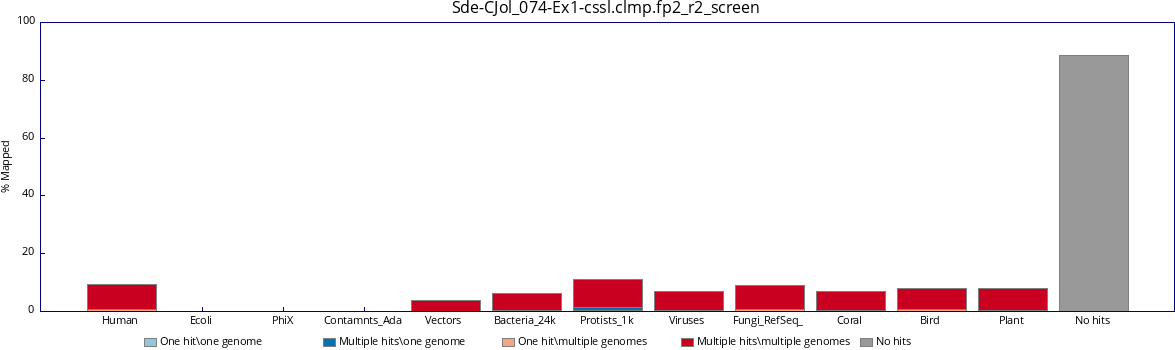 Sde-CJol_074-Ex1-cssl.clmp.fp2_r2_screen
100
80
60
40
20
0
% Mapped
Human Ecoli PhiX Contamnts_Ada Vectors Bacteria_24k Protists_1k Viruses Fungi_RefSeq_ Coral Bird Plant No hits
One hit\one genome Multiple hits\one genome One hit\multiple genomes Multiple hits\multiple genomes No hits